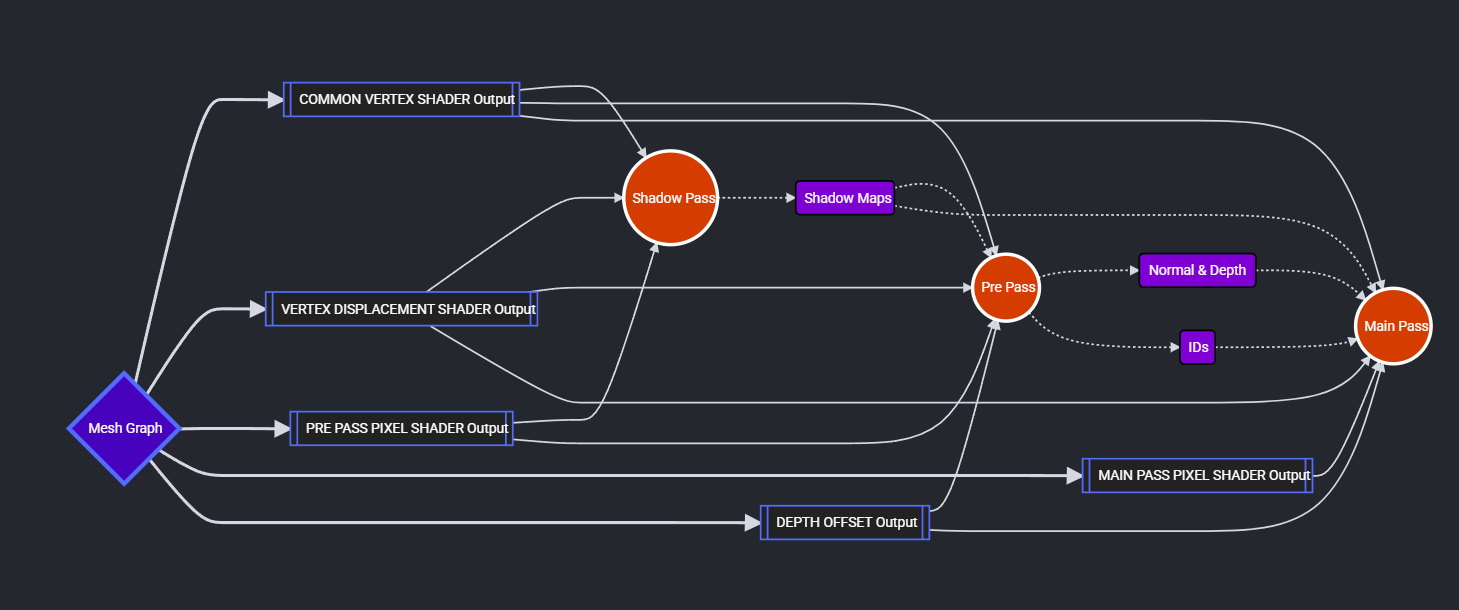 COMMON VERTEX SHADER Output
Shadow Pass
Shadow Maps
Normal & Depth
Pre Pass
VERTEX DISPLACEMENT SHADER Output
Main Pass
IDs
Mesh Graph
PRE PASS PIXEL SHADER Output
MAIN PASS PIXEL SHADER Output
DEPTH OFFSET Output